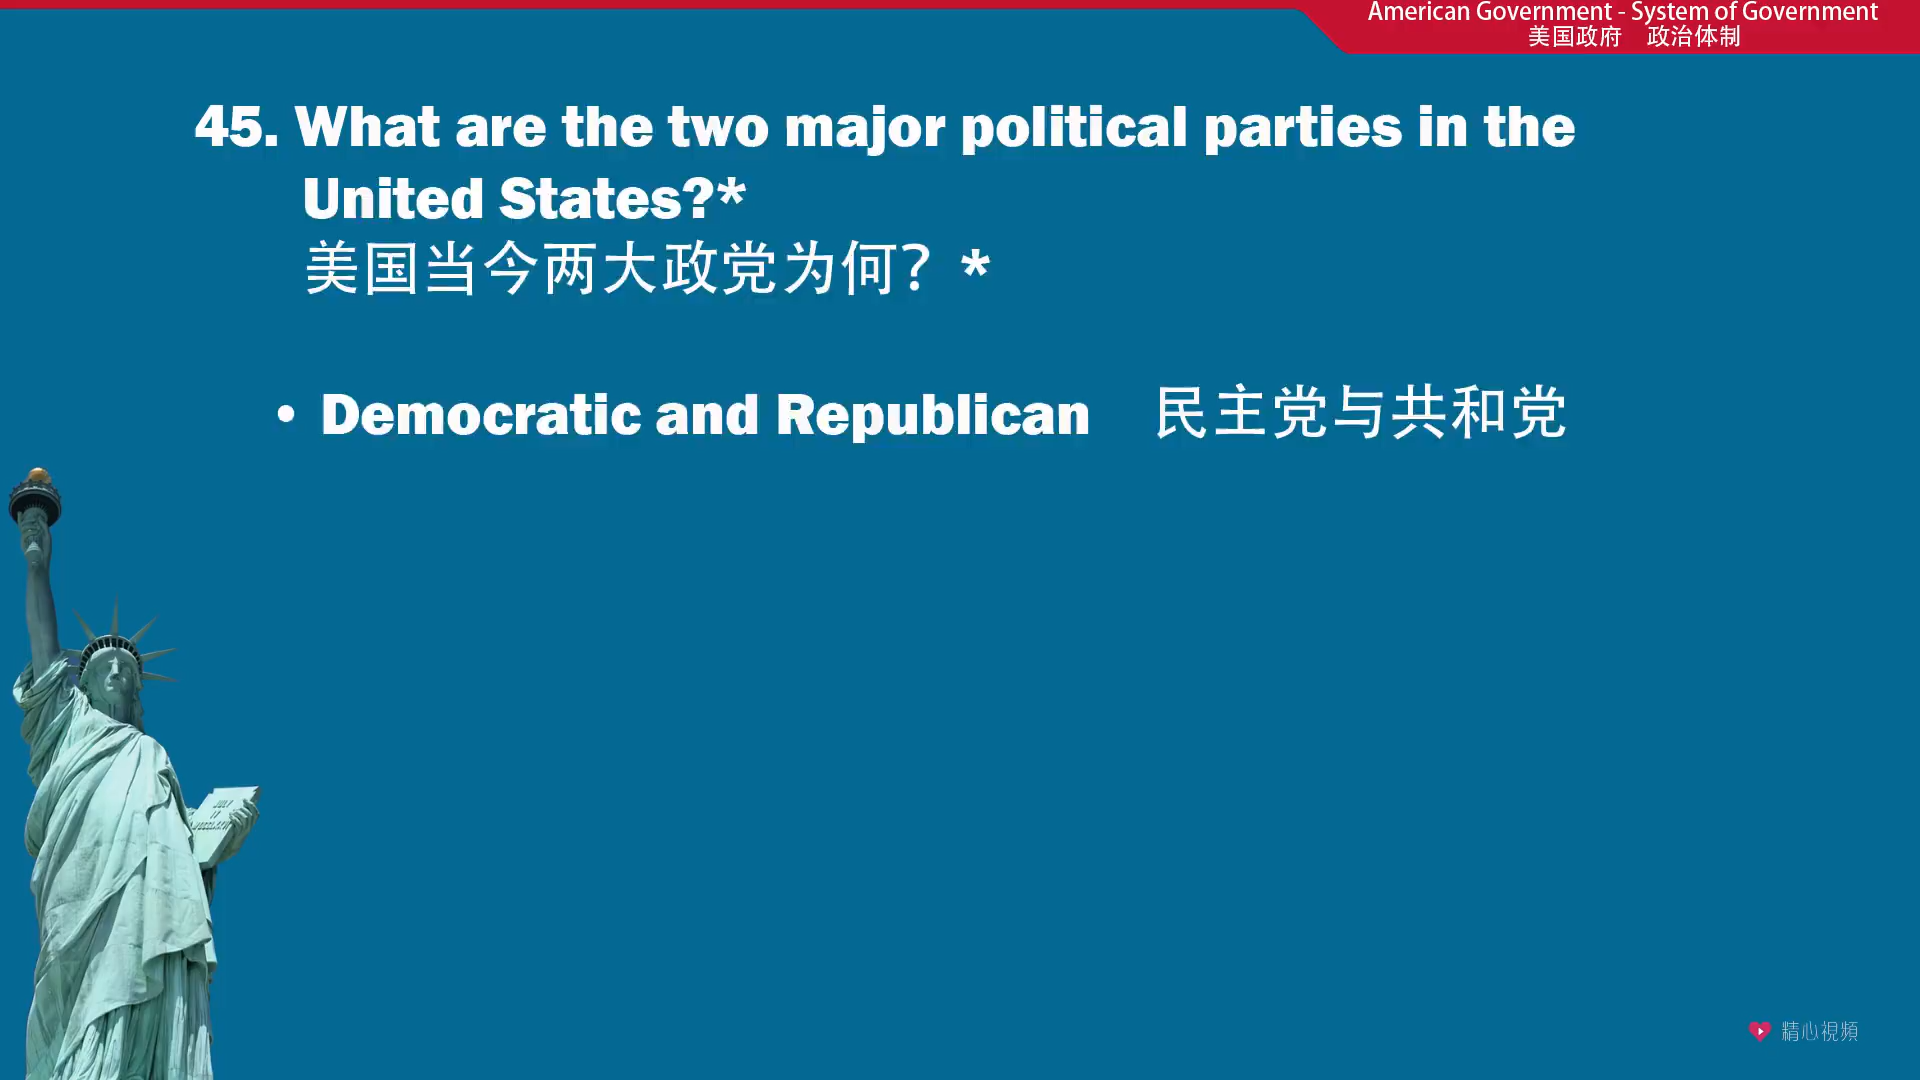 American Government - System of Government
美国政府 政治体制
45. What are the two major political parties in the
United States?*
美国当今两大政党为何？*
• Democratic and Republican 民主党与共和党
JULY
IV
精心視頻